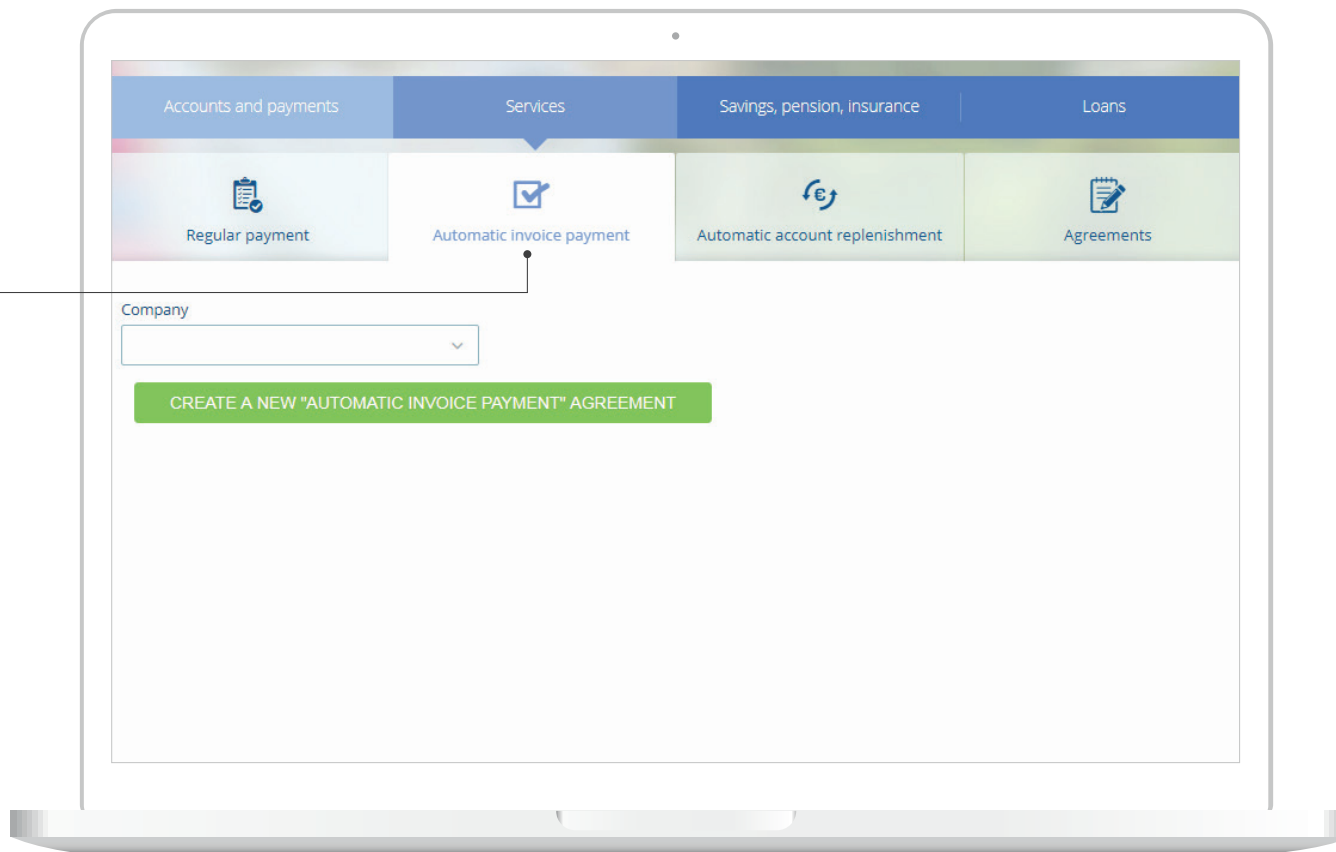 Accounts and payments
Services
Savings, pension, insurance
Loans
Regular payment
Automatic invoice payment
Automatic account replenishment
Agreements
Company
CREATE A NEW "AUTOMATIC INVOICE PAYMENT" AGREEMENT